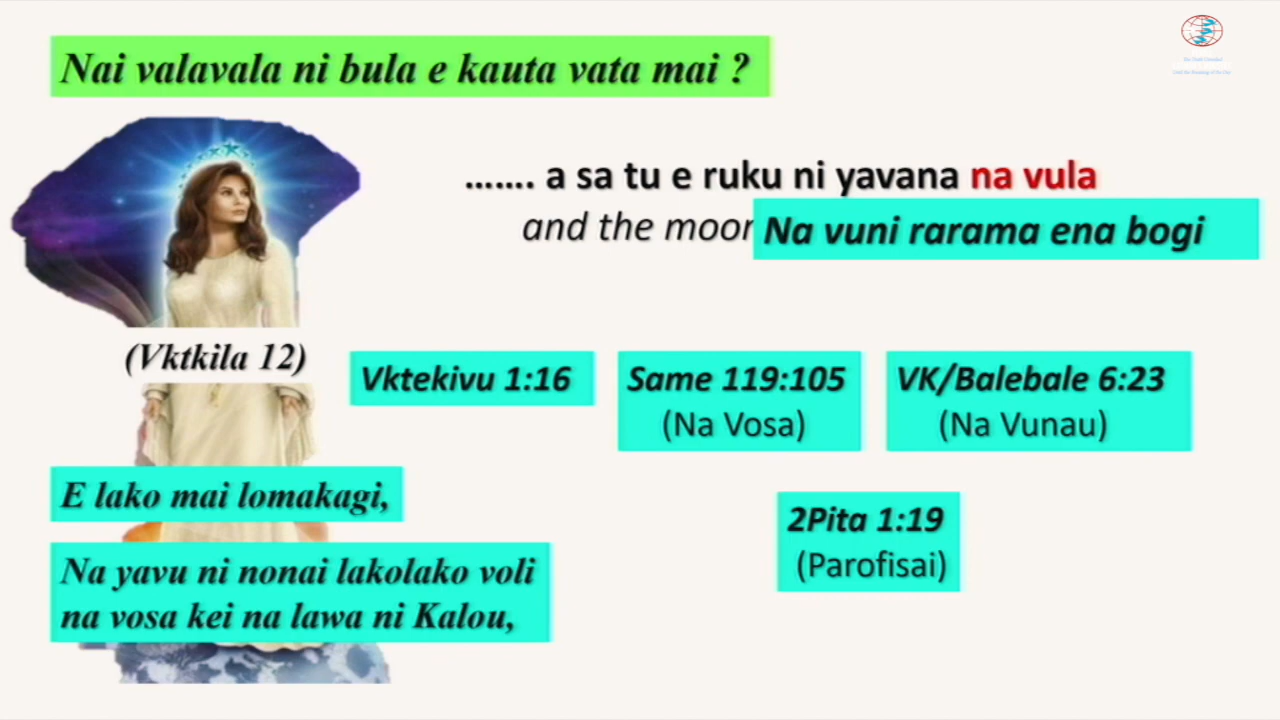 Nai valavala ni bula e kauta vata mai ?
……. a sa tu e ruku ni yavana na vula
and the moon
Na vuni rarama ena bogi
(Vktkila 12)
Vktekivu 1:16
Same 119:105
(Na Vosa)
VK/Balebale 6:23
(Na Vunau)
E lako mai lomakagi,
2Pita 1:19
(Parofisai)
Na yavu ni nonai lakolako voli
na vosa kei na lawa ni Kalou,